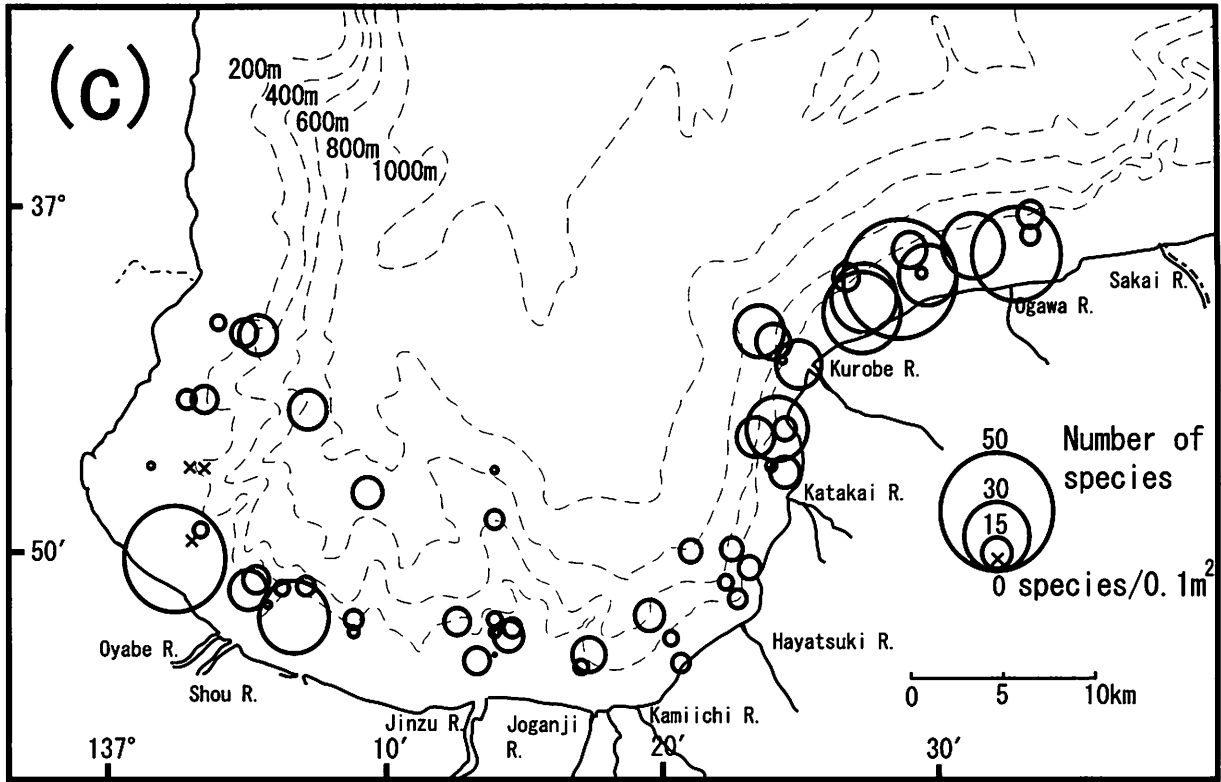 (c)
200m
400m
600m
800m
1000m
37°
Sakai R.
Ogawa R.
Kurobe R.
50
Number of
species
30
15
Katakai R.
50′
0 species/0.1m²
Hayatsuki R.
Oyabe R.
Shou R.
0 5 10km
Jinzu R.
Joganji
R.
Kamiichi R.
137° 10′ 20′ 30′